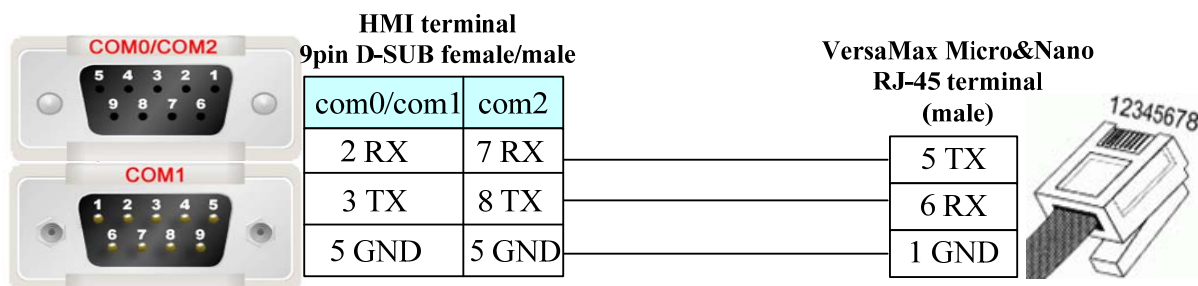 COM0/COM2
5 4 3 2 1
9 8 7 6
COM1
1 2 3 4 5
6 7 8 9
HMI terminal
9pin D-SUB female/male
com0/com1 com2
2 RX 7 RX
3 TX 8 TX
5 GND 5 GND
VersaMax Micro&Nano
RJ-45 terminal
(male)
5 TX
6 RX
1 GND
12345678